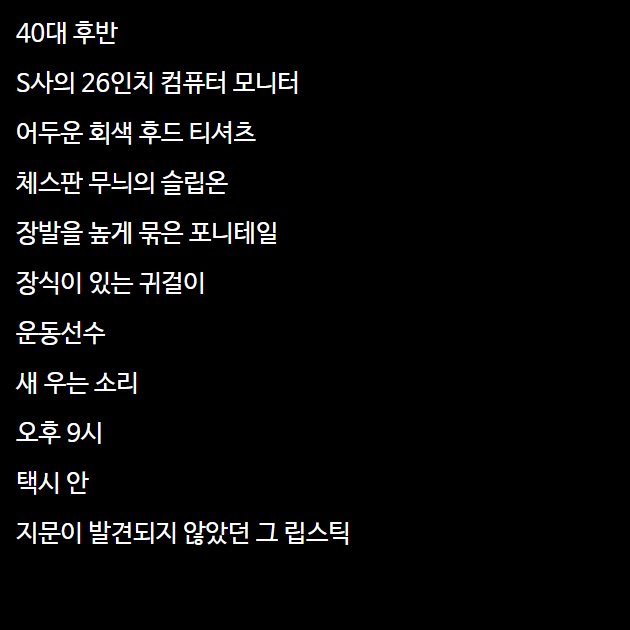 40대 후반
S사의 26인치 컴퓨터 모니터
어두운 회색 후드 티셔츠
체스판 무늬의 슬립온
장발을 높게 묶은 포니테일
장식이 있는 귀걸이
운동선수
새 우는 소리
오후 9시
택시 안
지문이 발견되지 않았던 그 립스틱